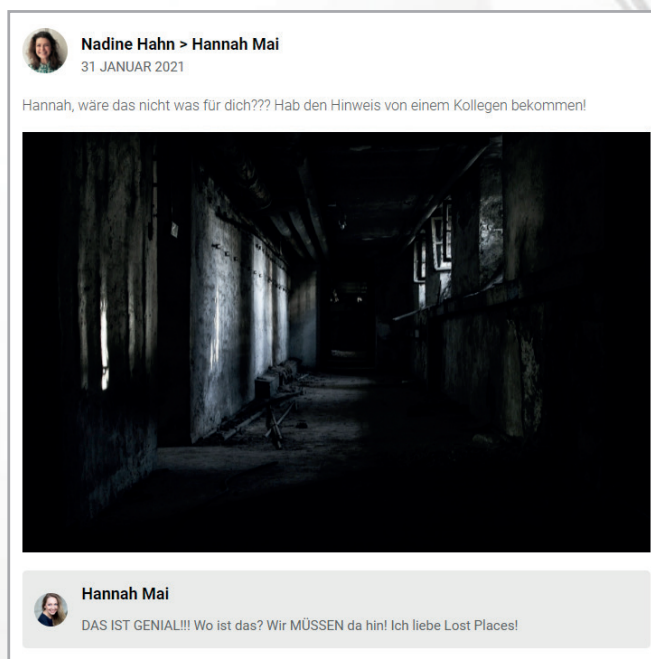 Nadine Hahn > Hannah Mai
31 JANUAR 2021
Hannah, wäre das nicht was für dich??? Hab den Hinweis von einem Kollegen bekommen!
Hannah Mai
DAS IST GENIAL!!! Wo ist das? Wir MÜSSEN da hin! Ich liebe Lost Places!